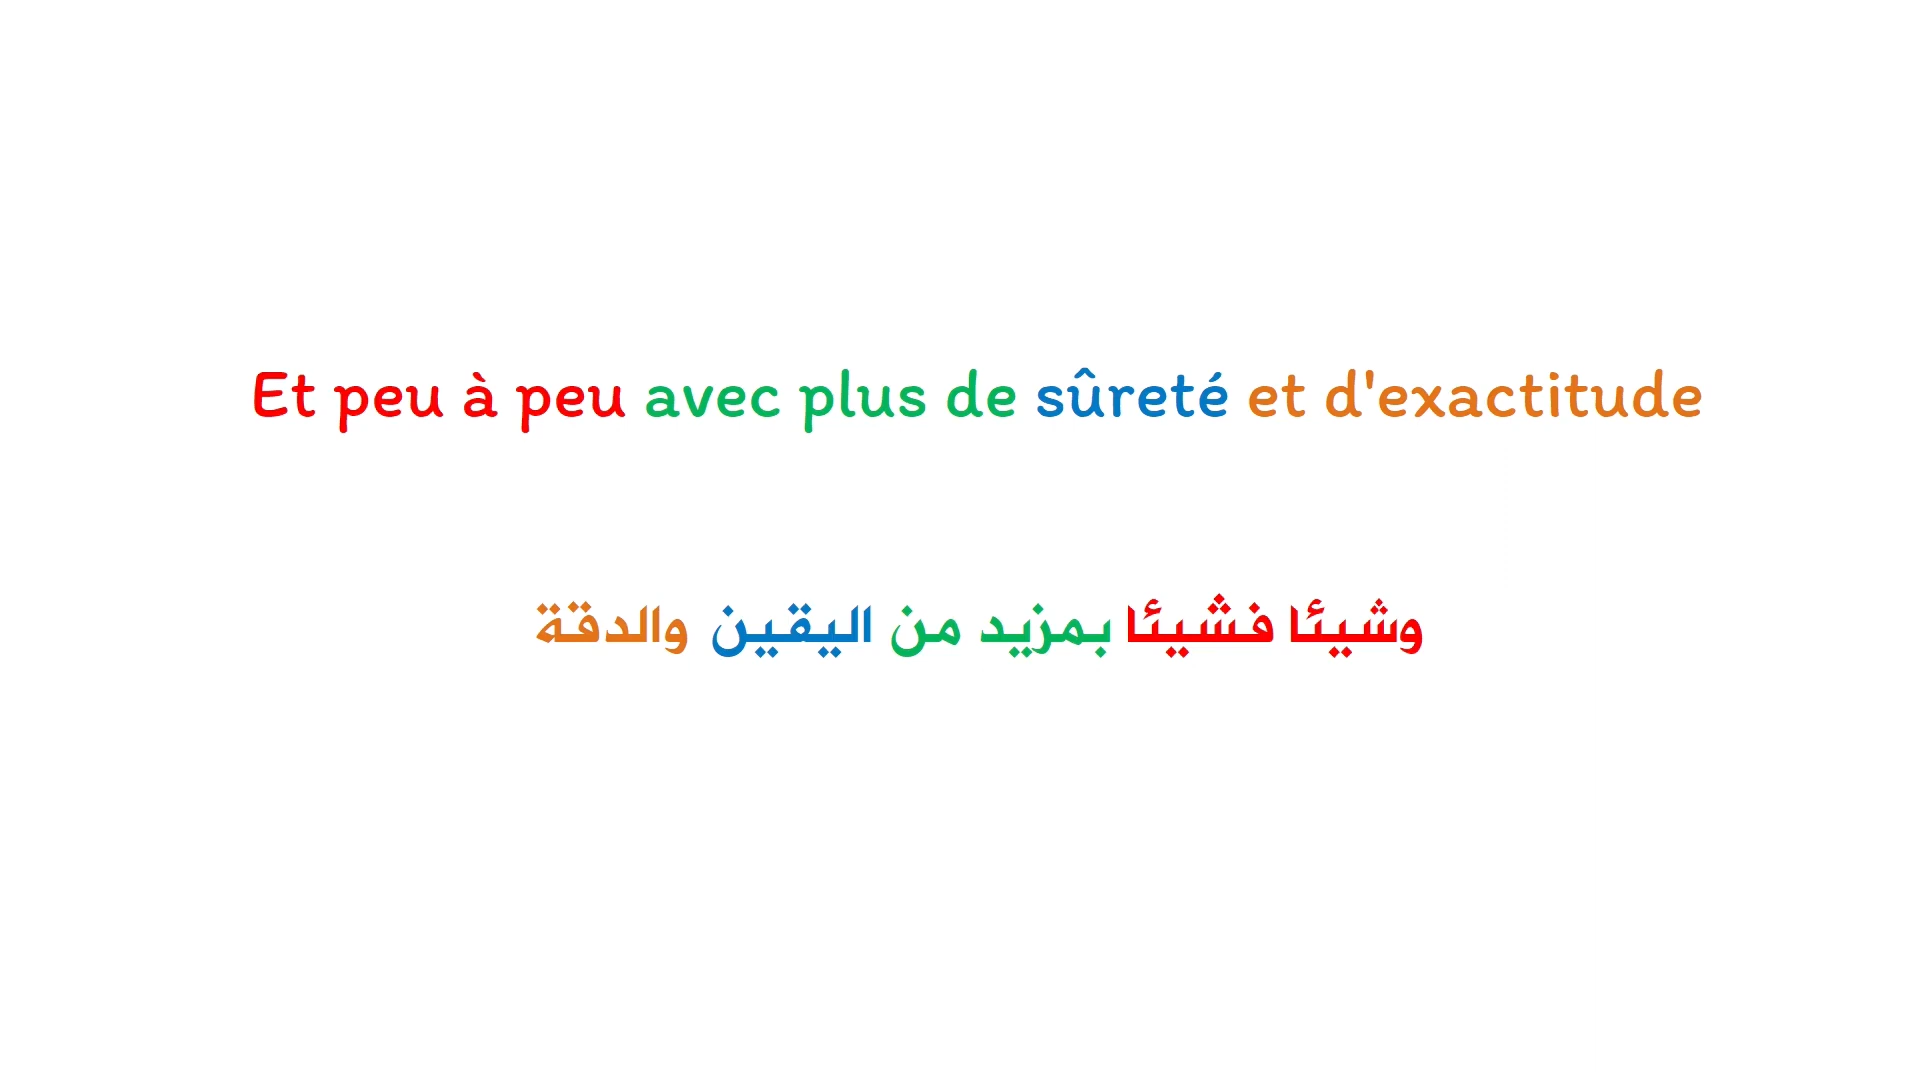 Et peu à peu avec plus de sûreté et d'exactitude
وشيئا فشيئا بمزيد من اليقين والدقة